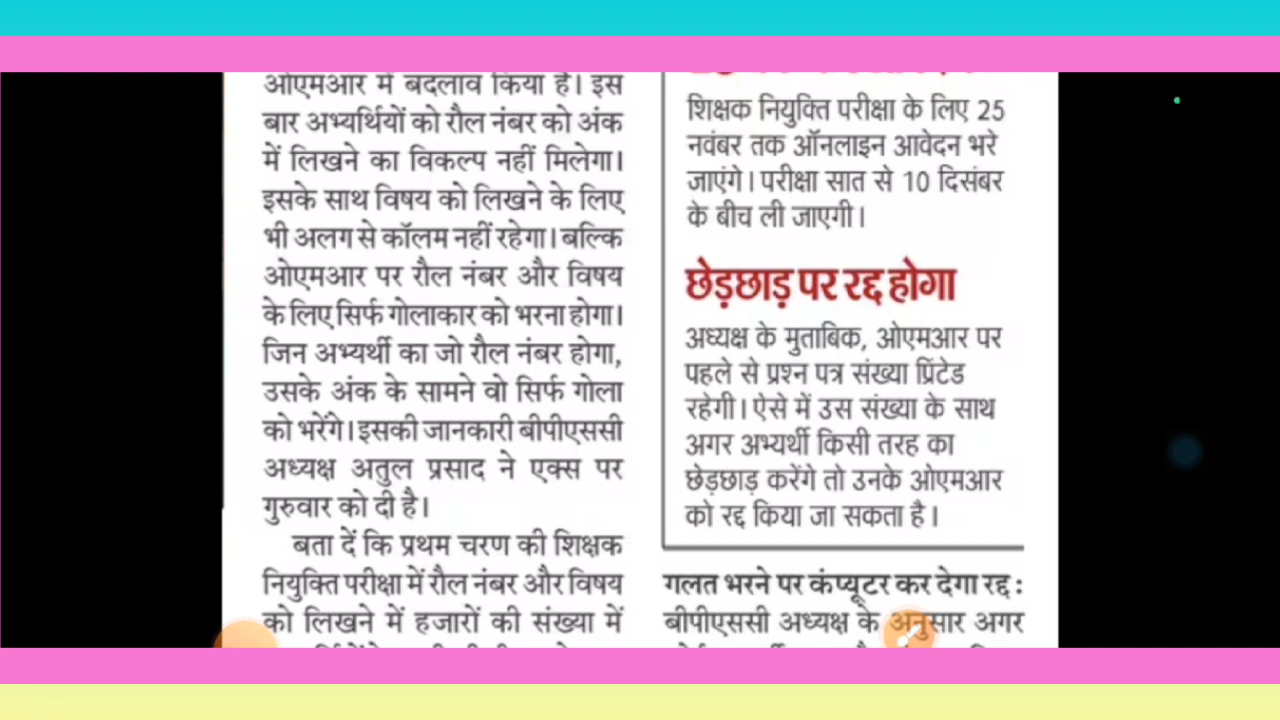 ओएमआर में बदलाव किया है। इस
बार अभ्यर्थियों को रौल नंबर को अंक
में लिखने का विकल्प नहीं मिलेगा।
इसके साथ विषय को लिखने के लिए
भी अलग से कॉलम नहीं रहेगा। बल्कि
ओएमआर पर रौल नंबर और विषय
के लिए सिर्फ गोलाकार को भरना होगा।
जिन अभ्यर्थी का जो रौल नंबर होगा,
उसके अंक के सामने वो सिर्फ गोला
को भरेंगे। इसकी जानकारी बीपीएससी
अध्यक्ष अतुल प्रसाद ने एक्स पर
गुरुवार को दी है।
बता दें कि प्रथम चरण की शिक्षक
नियुक्ति परीक्षा में रौल नंबर और विषय
को लिखने में हजारों की संख्या में
शिक्षक नियुक्ति परीक्षा के लिए 25
नवंबर तक ऑनलाइन आवेदन भरे
जाएंगे। परीक्षा सात से 10 दिसंबर
के बीच ली जाएगी।
छेड़छाड़ पर रद्द होगा
अध्यक्ष के मुताबिक, ओएमआर पर
पहले से प्रश्न पत्र संख्या प्रिंटेड
रहेगी। ऐसे में उस संख्या के साथ
अगर अभ्यर्थी किसी तरह का
छेड़छाड़ करेंगे तो उनके ओएमआर
को रद्द किया जा सकता है।
गलत भरने पर कंप्यूटर कर देगा रद्द :
बीपीएससी अध्यक्ष के अनुसार अगर